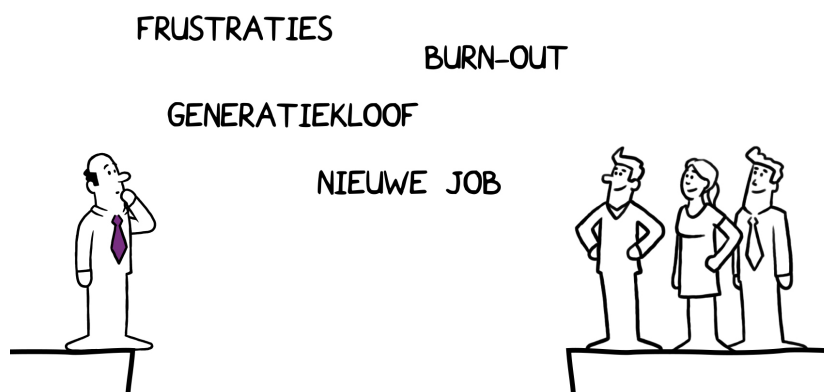 FRUSTRATIES
BURN-OUT
GENERATIEKLOOF
NIEUWE JOB